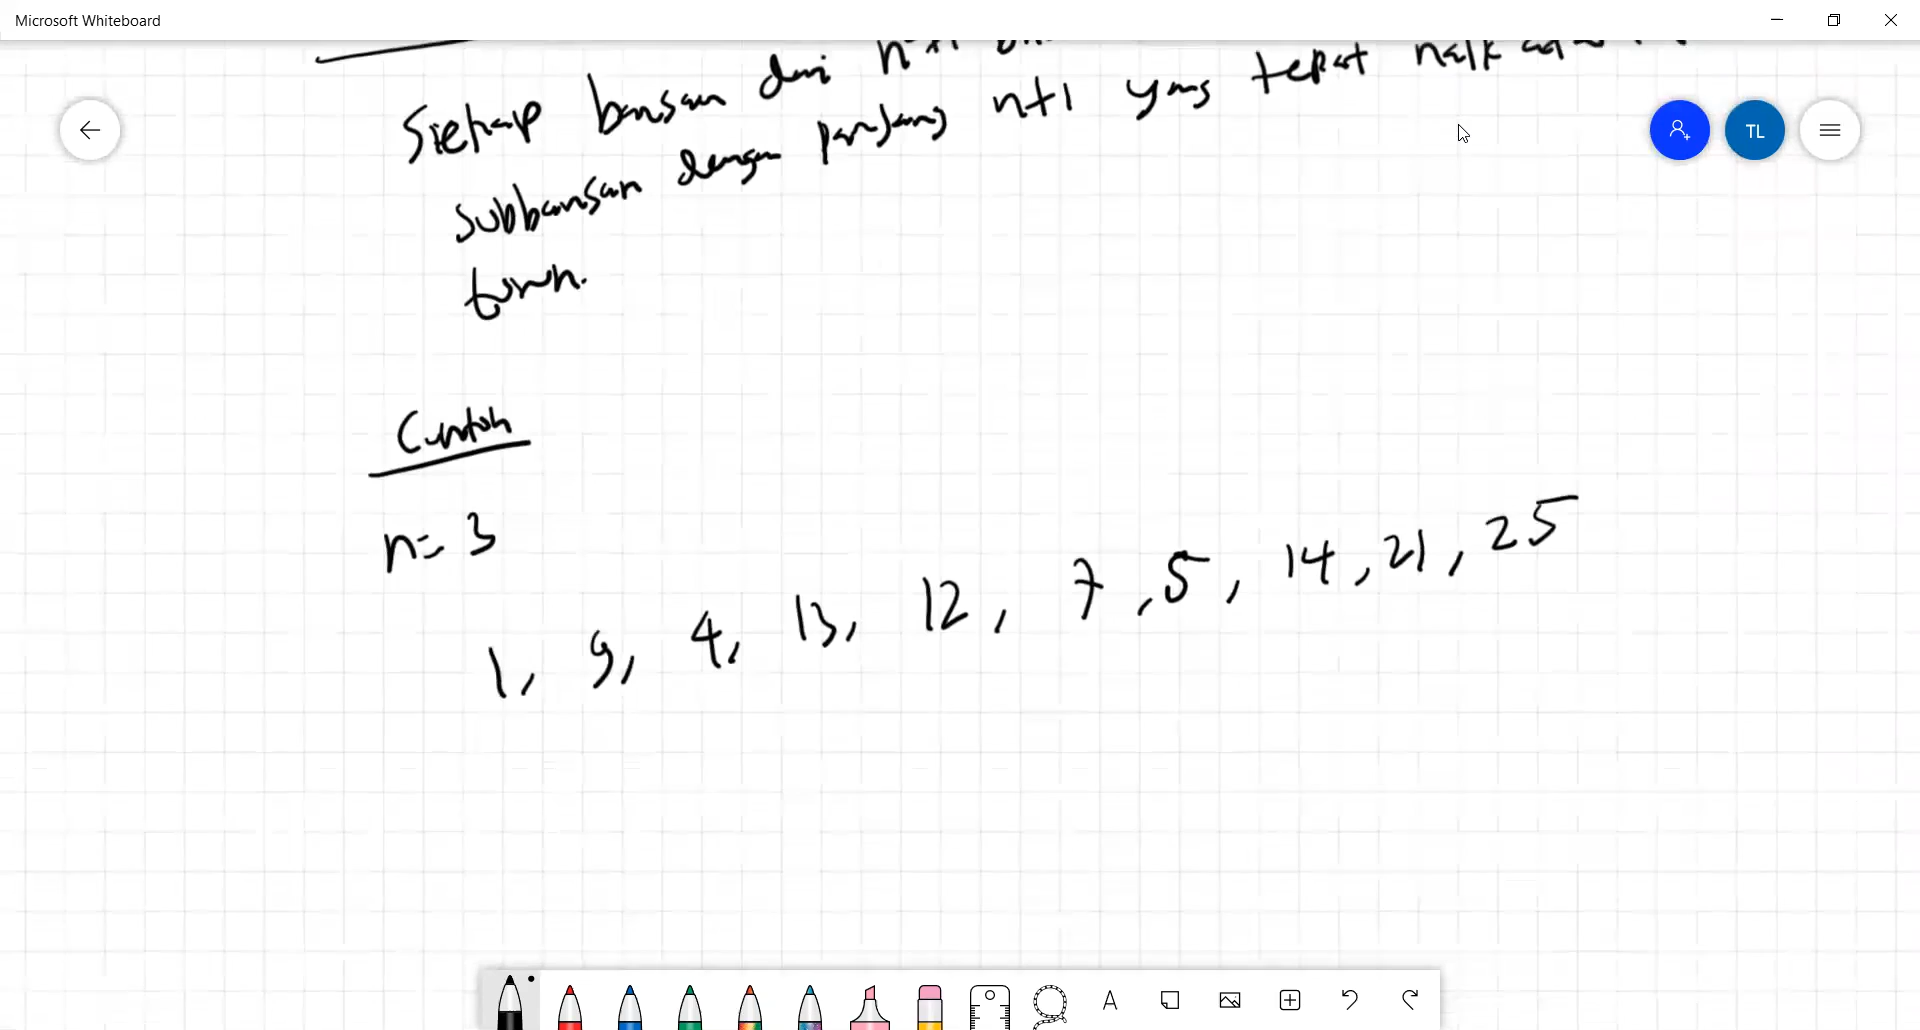 Microsoft Whiteboard
Setiap barisan dari n²+1
subbarisan dengan panjang n+1 yang tepat naik atau
turun.
TL
Contoh
n= 3
1, 9, 4, 13, 12, 7, 5, 14, 21, 25
A